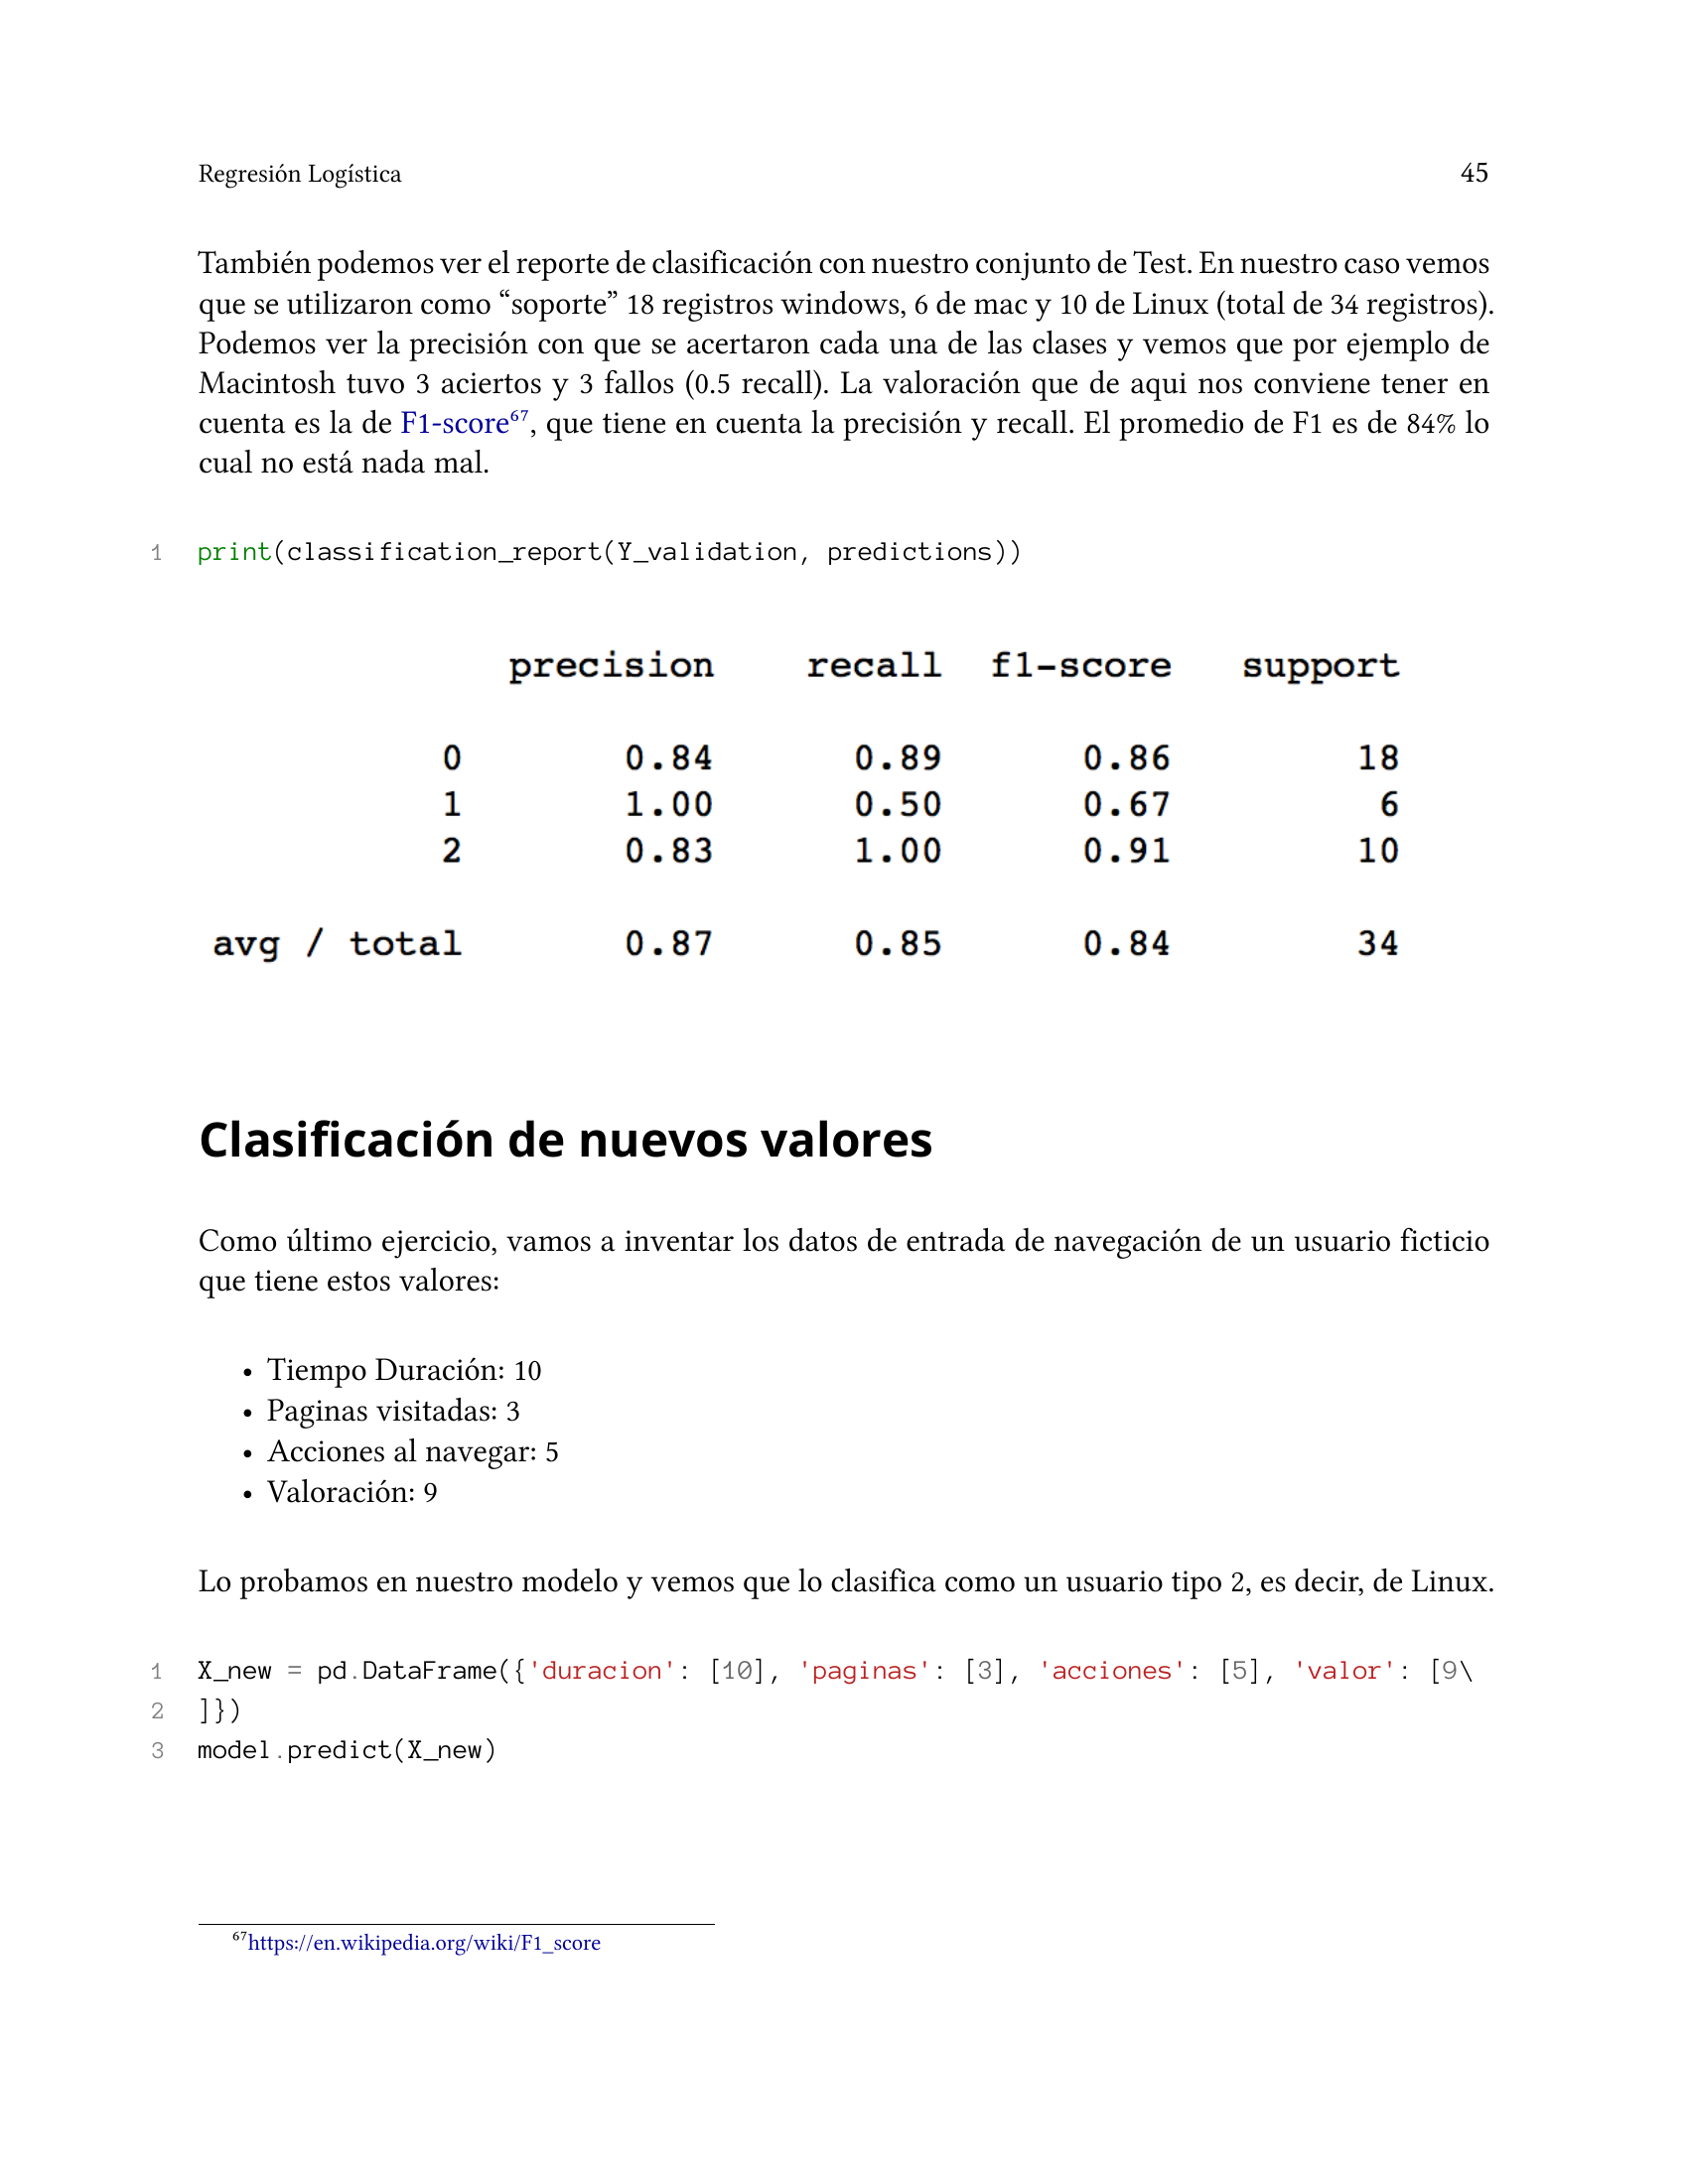 Regresión Logística 45
También podemos ver el reporte de clasificación con nuestro conjunto de Test. En nuestro caso vemos
que se utilizaron como “soporte” 18 registros windows, 6 de mac y 10 de Linux (total de 34 registros).
Podemos ver la precisión con que se acertaron cada una de las clases y vemos que por ejemplo de
Macintosh tuvo 3 aciertos y 3 fallos (0.5 recall). La valoración que de aqui nos conviene tener en
cuenta es la de F1-score⁶⁷, que tiene en cuenta la precisión y recall. El promedio de F1 es de 84% lo
cual no está nada mal.
1 print(classification_report(Y_validation, predictions))
precision recall f1-score support
0 0.84 0.89 0.86 18
1 1.00 0.50 0.67 6
2 0.83 1.00 0.91 10
avg / total 0.87 0.85 0.84 34
Clasificación de nuevos valores
Como último ejercicio, vamos a inventar los datos de entrada de navegación de un usuario ficticio
que tiene estos valores:
• Tiempo Duración: 10
• Paginas visitadas: 3
• Acciones al navegar: 5
• Valoración: 9
Lo probamos en nuestro modelo y vemos que lo clasifica como un usuario tipo 2, es decir, de Linux.
1 X_new = pd.DataFrame({'duracion': [10], 'paginas': [3], 'acciones': [5], 'valor': [9\
2 ]})
3 model.predict(X_new)
⁶⁷https://en.wikipedia.org/wiki/F1_score